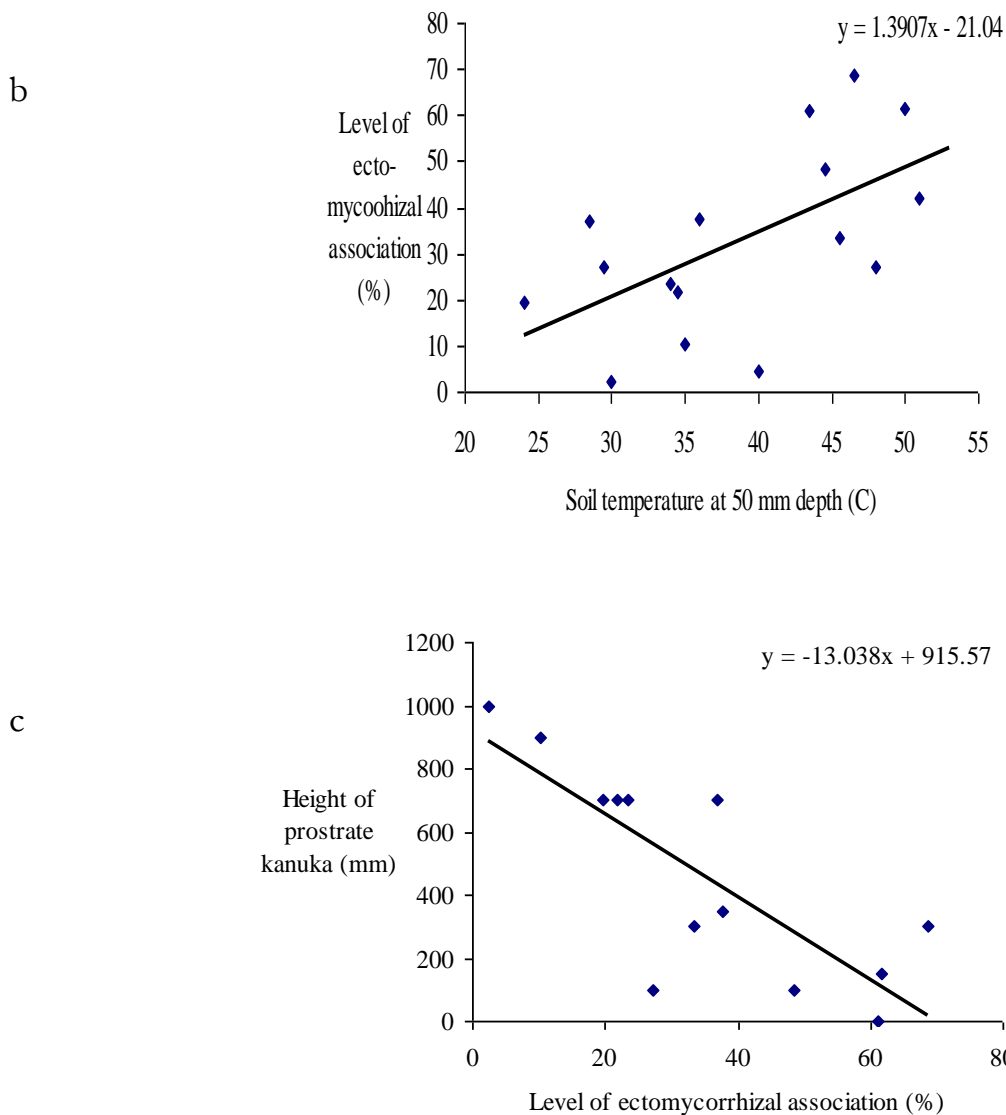 b
y = 1.3907x - 21.04
80
70
60
50
40
30
20
10
0
Level of
ecto-
mycoohizal
association
(%)
20 25 30 35 40 45 50 55
Soil temperature at 50 mm depth (C)
c
y = -13.038x + 915.57
1200
1000
800
600
400
200
0
Height of
prostrate
kanuka (mm)
0 20 40 60 80
Level of ectomycorrhizal association (%)